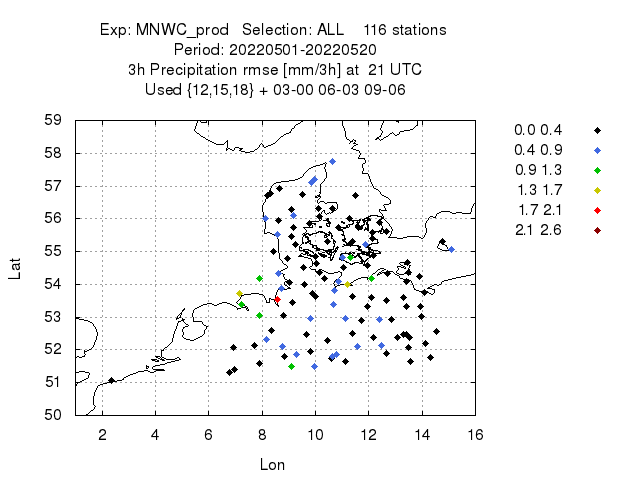 Exp: MNWC_prod Selection: ALL 116 stations
Period: 20220501-20220520
3h Precipitation rmse [mm/3h] at 21 UTC
Used {12,15,18} + 03-00 06-03 09-06
59
58
57
56
55
54
53
52
51
50
Lat
2 4 6 8 10 12 14 16
Lon
0.0 0.4
0.4 0.9
0.9 1.3
1.3 1.7
1.7 2.1
2.1 2.6